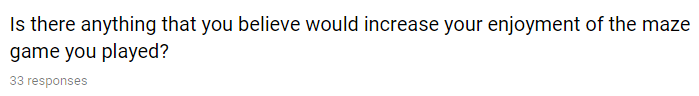 Is there anything that you believe would increase your enjoyment of the maze
game you played?
33 responses